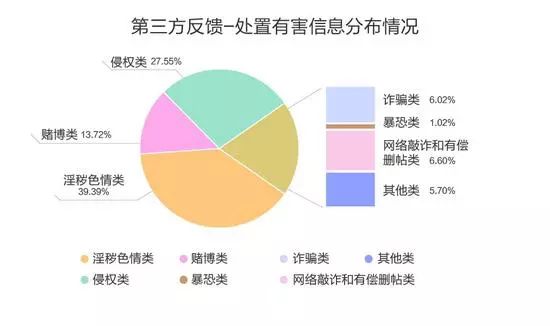 第三方反馈-处置有害信息分布情况
侵权类 27.55%
赌博类 13.72%
淫秽色情类
39.39%
诈骗类 6.02%
暴恐类 1.02%
网络敲诈和有偿
删帖类 6.60%
其他类 5.70%
淫秽色情类 赌博类 诈骗类 其他类
侵权类 暴恐类 网络敲诈和有偿删帖类